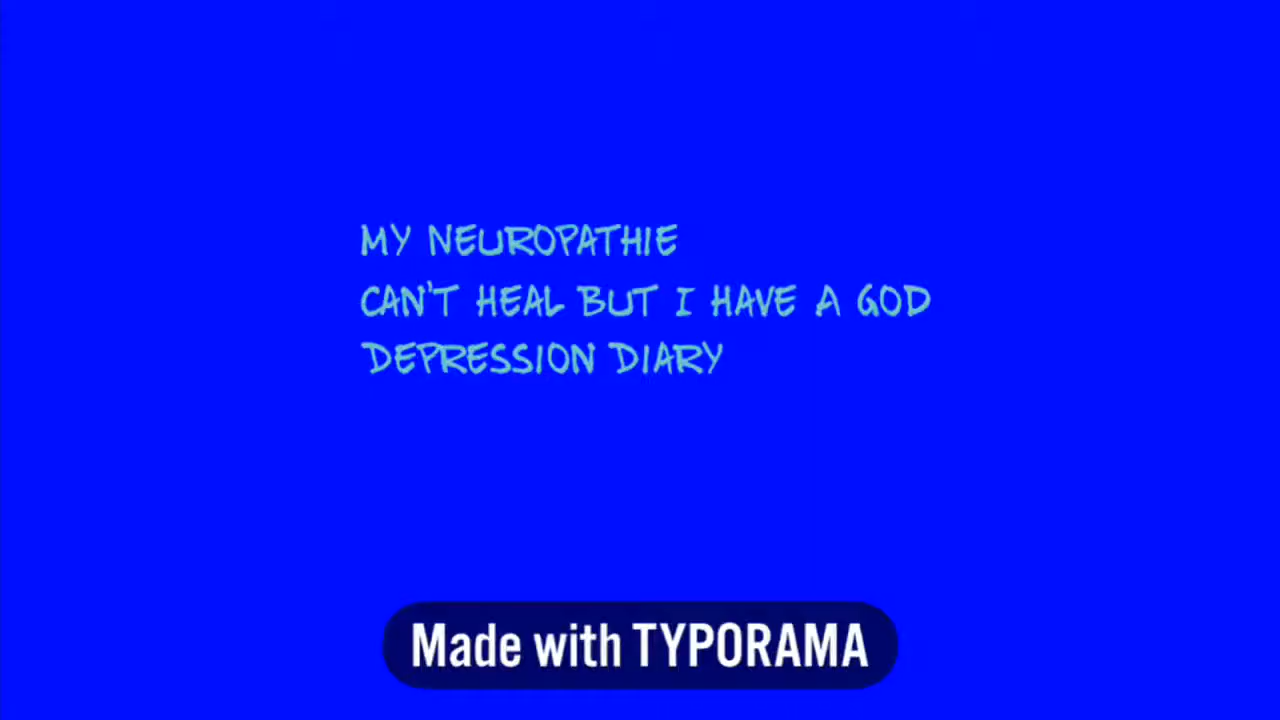 MY NEUROPATHIE
CAN'T HEAL BUT I HAVE A GOD
DEPRESSION DIARY
Made with TYPORAMA